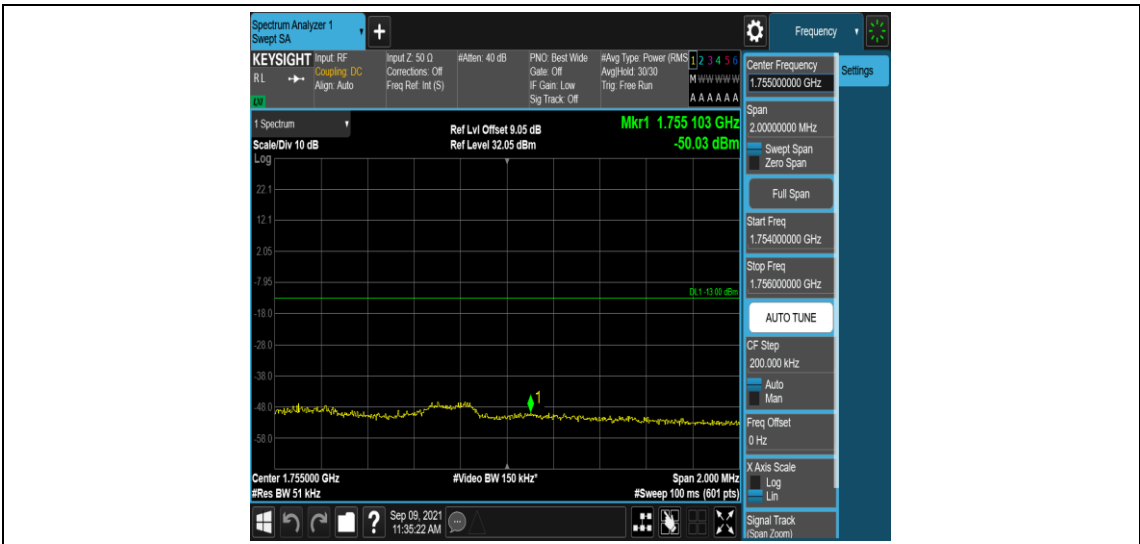 Spectrum Analyzer 1
Swept SA
+
Frequency
KEYSIGHT
RL
LXI
Input: RF
Coupling: DC
Align: Auto
Input Z: 50 Ω
Corrections: Off
Freq Ref: Int (S)
#Atten: 40 dB
PNO: Best Wide
Gate: Off
IF Gain: Low
Sig Track: Off
#Avg Type: Power (RMS
Avg|Hold: 30/30
Trig: Free Run
1 2 3 4 5 6
M W W W W W
A A A A A A
Center Frequency
1.755000000 GHz
Settings
1 Spectrum
Scale/Div 10 dB
Ref Lvl Offset 9.05 dB
Ref Level 32.05 dBm
Mkr1 1.755 103 GHz
-50.03 dBm
Log
22.1
12.1
2.05
-7.95
-18.0
-28.0
-38.0
-48.0
-58.0
DL1 -13.00 dBm
1
Center 1.755000 GHz
#Res BW 51 kHz
#Video BW 150 kHz*
Span 2.000 MHz
#Sweep 100 ms (601 pts)
Span
2.00000000 MHz
Swept Span
Zero Span
Full Span
Start Freq
1.754000000 GHz
Stop Freq
1.756000000 GHz
AUTO TUNE
CF Step
200.000 kHz
Auto
Man
Freq Offset
0 Hz
X Axis Scale
Log
Lin
Signal Track
(Span Zoom)
?
Sep 09, 2021
11:35:22 AM